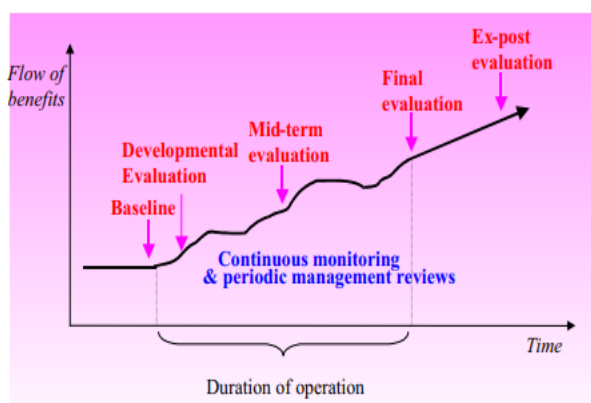 Ex-post
evaluation
Flow of
benefits
Final
evaluation
Mid-term
evaluation
Developmental
Evaluation
Baseline
Continuous monitoring
& periodic management reviews
Time
Duration of operation